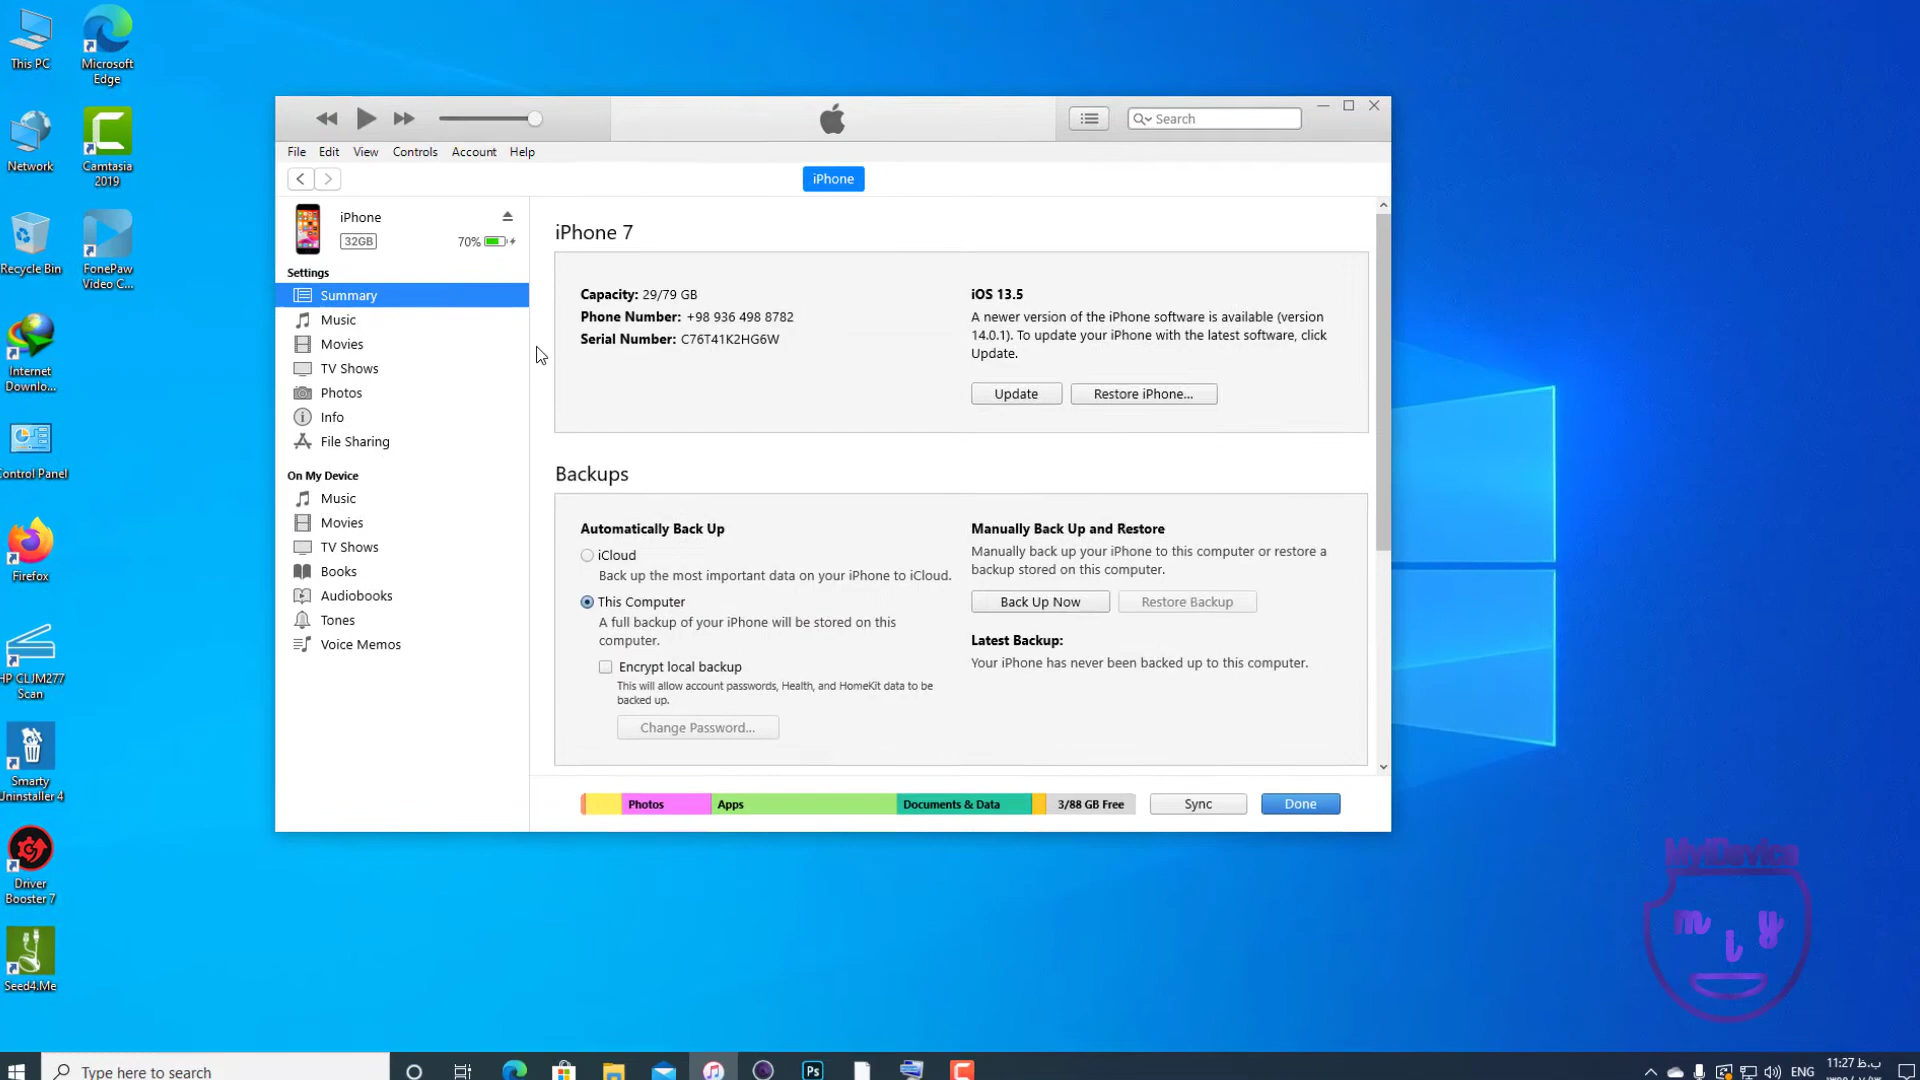 This PC
Microsoft
Edge
Network
Camtasia
2019
Recycle Bin
FonePaw
Video C...
Internet
Downlo...
Control Panel
Firefox
HP CLJM277
Scan
Smarty
Uninstaller 4
Driver
Booster 7
Seed4.Me
Search
File Edit View Controls Account Help
iPhone
iPhone
32GB
70%
Settings
Summary
Music
Movies
TV Shows
Photos
Info
File Sharing
On My Device
Music
Movies
TV Shows
Books
Audiobooks
Tones
Voice Memos
iPhone 7
Capacity: 29/79 GB
Phone Number: +98 936 498 8782
Serial Number: C76T41K2HG6W
iOS 13.5
A newer version of the iPhone software is available (version
14.0.1). To update your iPhone with the latest software, click
Update.
Update
Restore iPhone...
Backups
Automatically Back Up
iCloud
Back up the most important data on your iPhone to iCloud.
This Computer
A full backup of your iPhone will be stored on this
computer.
Encrypt local backup
This will allow account passwords, Health, and HomeKit data to be
backed up.
Change Password...
Manually Back Up and Restore
Manually back up your iPhone to this computer or restore a
backup stored on this computer.
Back Up Now
Restore Backup
Latest Backup:
Your iPhone has never been backed up to this computer.
Photos
Apps
Documents & Data
3/88 GB Free
Sync
Done
MyiDevice
m i y
Type here to search
Ps
ENG
11:27 ب.ظ